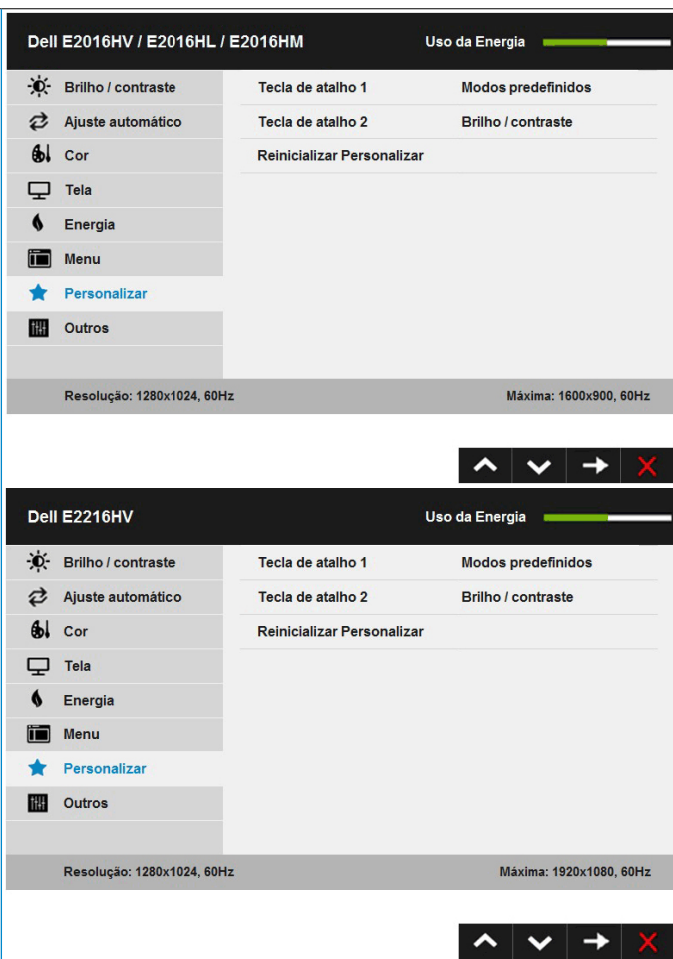 Dell E2016HV / E2016HL / E2016HM Uso da Energia
Brilho / contraste Tecla de atalho 1 Modos predefinidos
Ajuste automático Tecla de atalho 2 Brilho / contraste
Cor Reinicializar Personalizar
Tela
Energia
Menu
Personalizar
Outros
Resolução: 1280x1024, 60Hz Máxima: 1600x900, 60Hz
Dell E2216HV Uso da Energia
Brilho / contraste Tecla de atalho 1 Modos predefinidos
Ajuste automático Tecla de atalho 2 Brilho / contraste
Cor Reinicializar Personalizar
Tela
Energia
Menu
Personalizar
Outros
Resolução: 1280x1024, 60Hz Máxima: 1920x1080, 60Hz